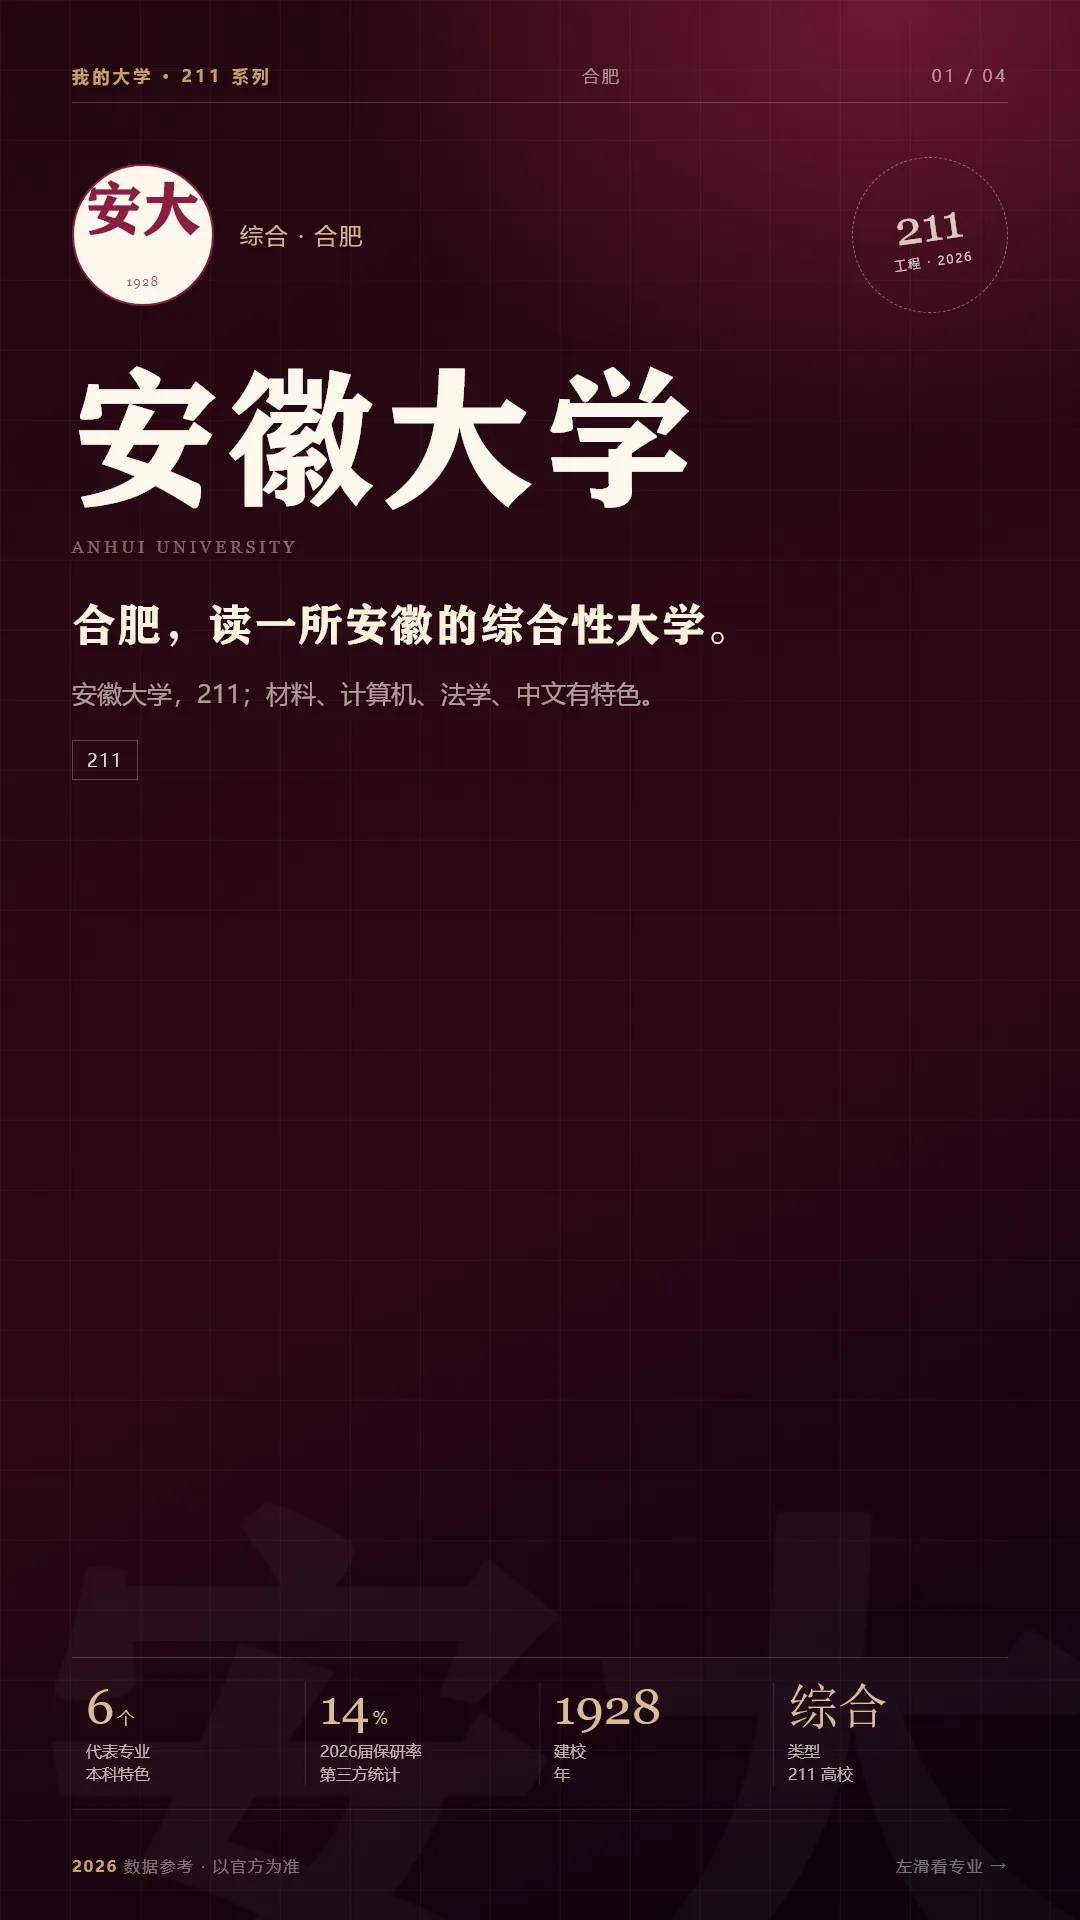 我的大学 · 211 系列
合肥
01 / 04
安大
1928
综合 · 合肥
211
工程 · 2026
安徽大学
ANHUI UNIVERSITY
合肥，读一所安徽的综合性大学。
安徽大学，211；材料、计算机、法学、中文有特色。
211
安大
6个
代表专业
本科特色
14%
2026届保研率
第三方统计
1928
建校
年
综合
类型
211 高校
2026 数据参考 · 以官方为准
左滑看专业 →